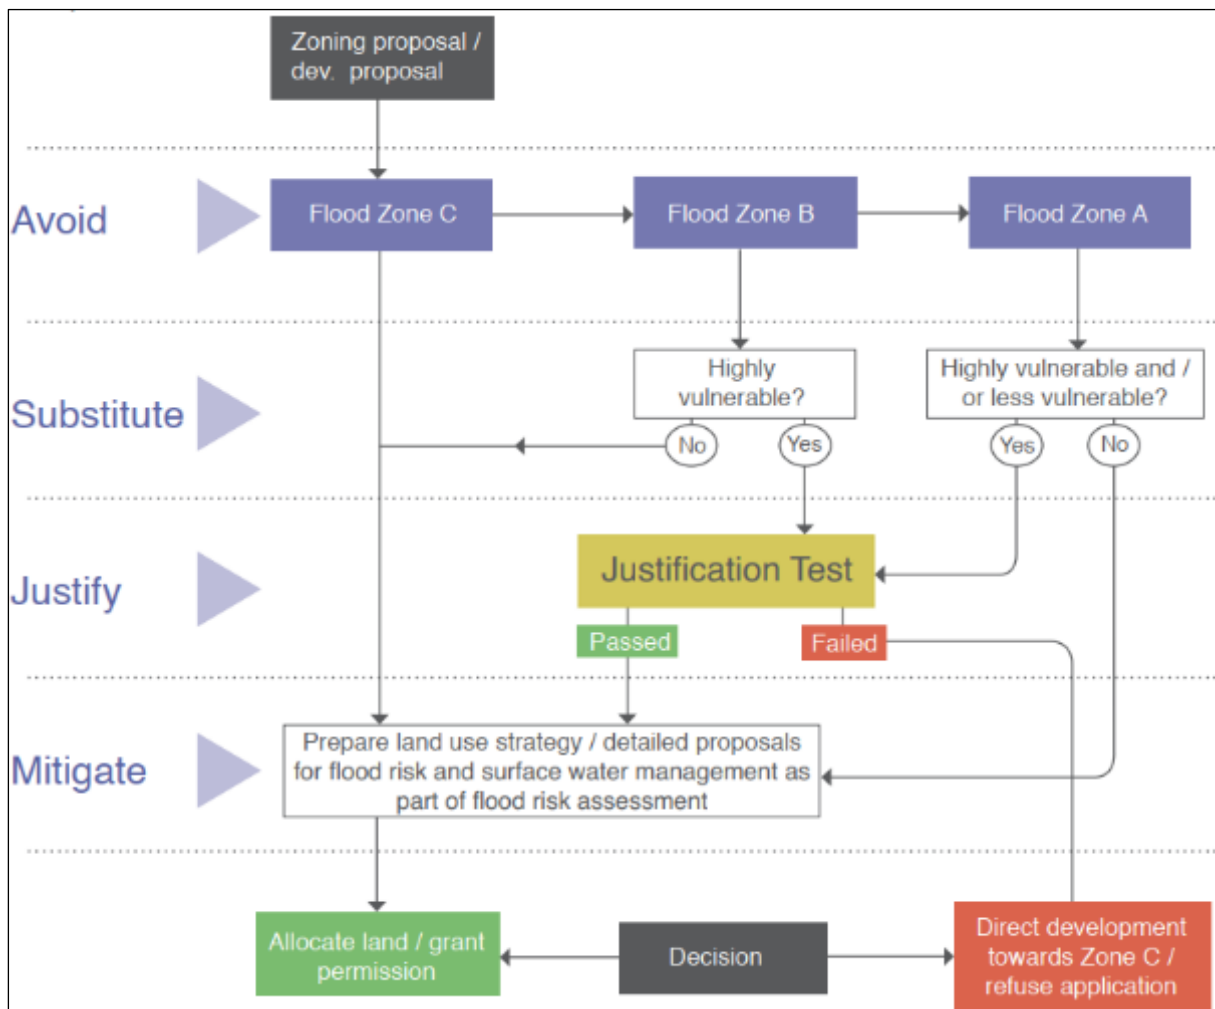 Zoning proposal /
dev. proposal
Avoid
Flood Zone C
Flood Zone B
Flood Zone A
Substitute
Highly
vulnerable?
No
Yes
Highly vulnerable and /
or less vulnerable?
Yes
No
Justify
Justification Test
Passed
Failed
Mitigate
Prepare land use strategy / detailed proposals
for flood risk and surface water management as
part of flood risk assessment
Allocate land / grant
permission
Decision
Direct development
towards Zone C /
refuse application